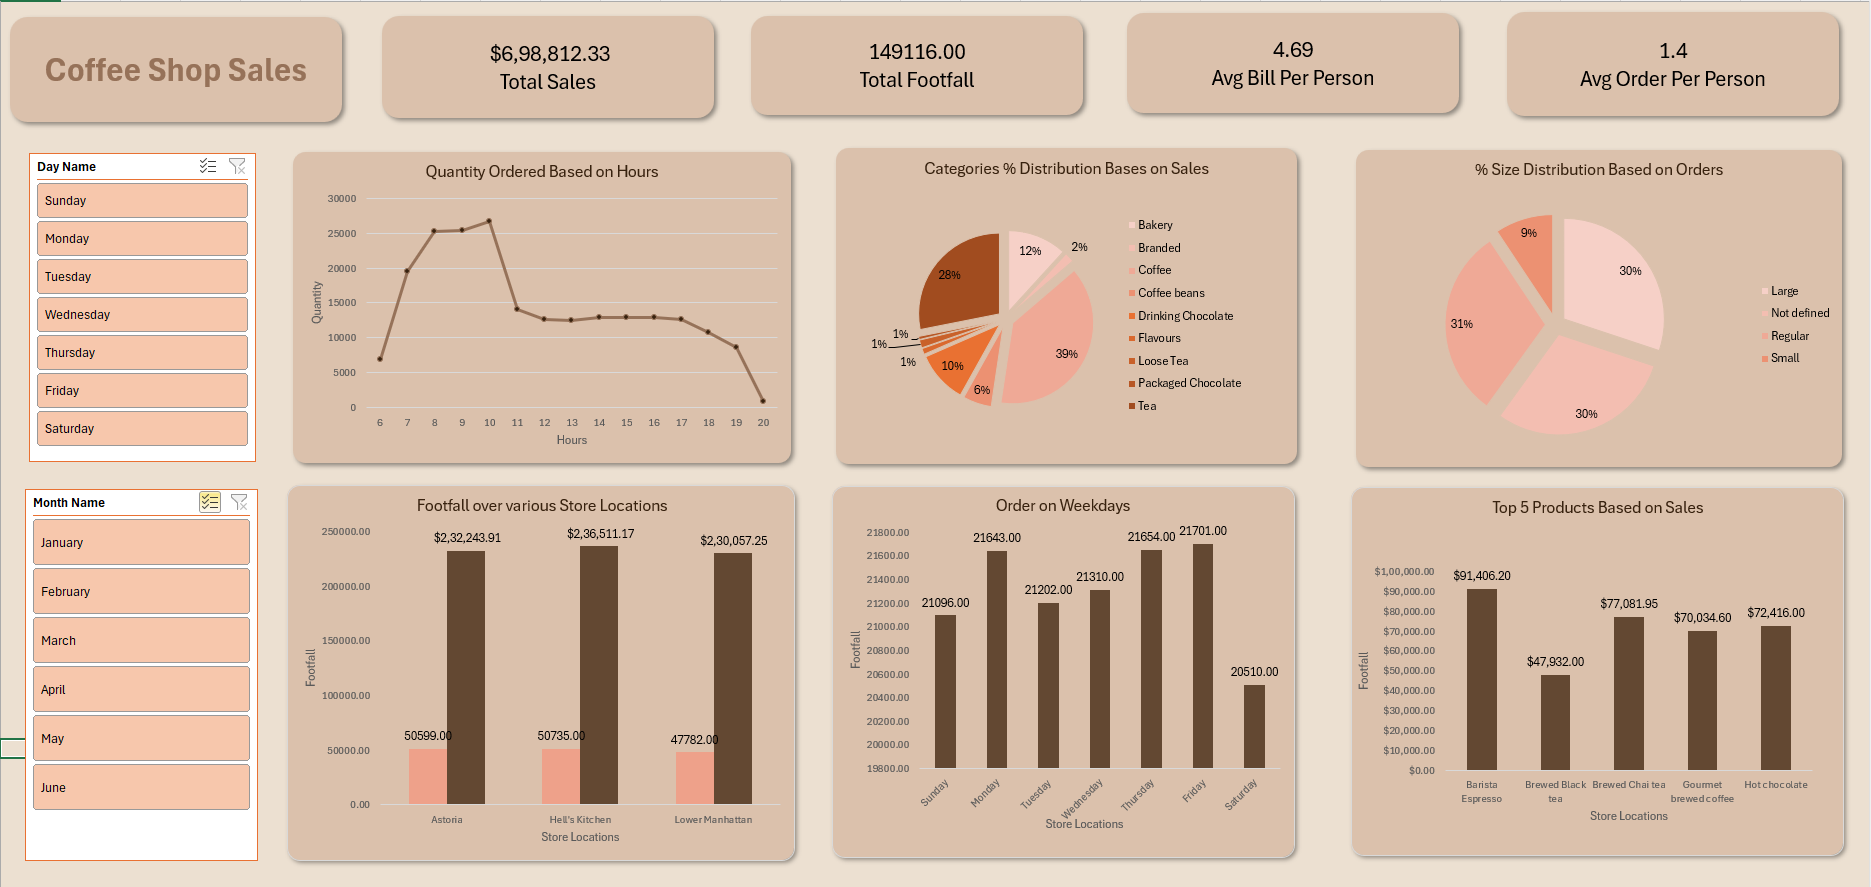 Coffee Shop Sales
$6,98,812.33
Total Sales
149116.00
Total Footfall
4.69
Avg Bill Per Person
1.4
Avg Order Per Person
Day Name
Sunday
Monday
Tuesday
Wednesday
Thursday
Friday
Saturday
Quantity Ordered Based on Hours
30000
25000
20000
15000
10000
5000
0
Quantity
6 7 8 9 10 11 12 13 14 15 16 17 18 19 20
Hours
Categories % Distribution Bases on Sales
12%
2%
39%
6%
10%
1%
1%
1%
28%
Bakery
Branded
Coffee
Coffee beans
Drinking Chocolate
Flavours
Loose Tea
Packaged Chocolate
Tea
% Size Distribution Based on Orders
9%
30%
31%
30%
Large
Not defined
Regular
Small
Month Name
January
February
March
April
May
June
Footfall over various Store Locations
250000.00
200000.00
150000.00
100000.00
50000.00
0.00
Footfall
$2,32,243.91
$2,36,511.17
$2,30,057.25
50599.00
50735.00
47782.00
Astoria
Hell's Kitchen
Lower Manhattan
Store Locations
Order on Weekdays
21800.00
21600.00
21400.00
21200.00
21000.00
20800.00
20600.00
20400.00
20200.00
20000.00
19800.00
Footfall
21096.00
21643.00
21202.00
21310.00
21654.00
21701.00
20510.00
Sunday
Monday
Tuesday
Wednesday
Thursday
Friday
Saturday
Store Locations
Top 5 Products Based on Sales
$1,00,000.00
$90,000.00
$80,000.00
$70,000.00
$60,000.00
$50,000.00
$40,000.00
$30,000.00
$20,000.00
$10,000.00
$0.00
Footfall
$91,406.20
$47,932.00
$77,081.95
$70,034.60
$72,416.00
Barista
Espresso
Brewed Black
tea
Brewed Chai tea
Gourmet
brewed coffee
Hot chocolate
Store Locations